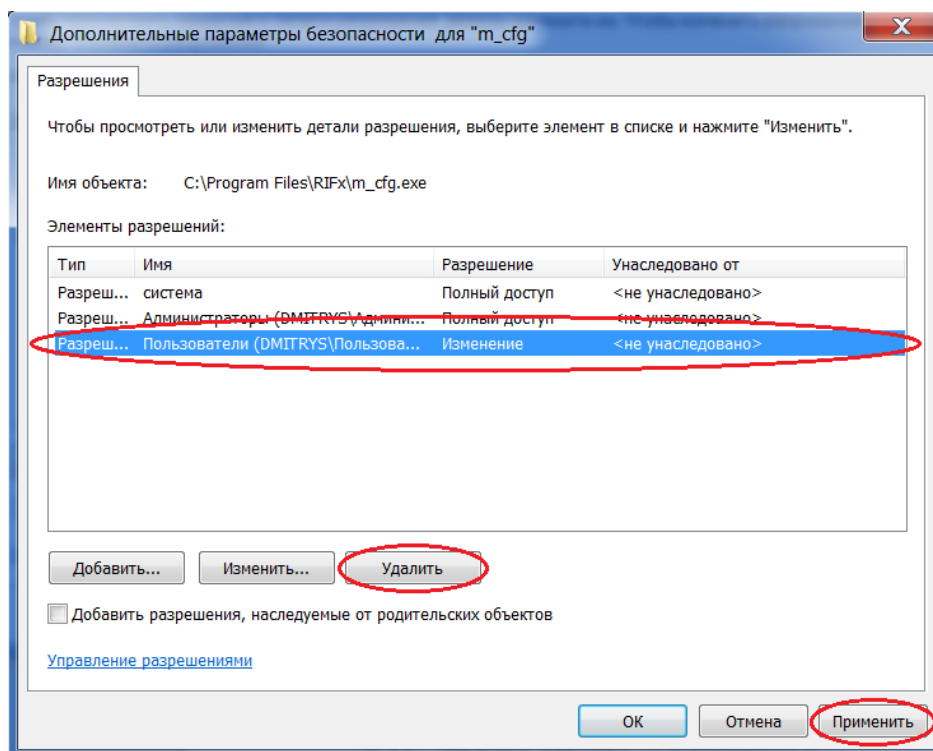 Дополнительные параметры безопасности для "m_cfg"
Разрешения
Чтобы просмотреть или изменить детали разрешения, выберите элемент в списке и нажмите "Изменить".
Имя объекта: C:\Program Files\RIFx\m_cfg.exe
Элементы разрешений:
Тип Имя Разрешение Унаследовано от
Разреш... система Полный доступ <не унаследовано>
Разреш... Администраторы (DMITRYS\Админи... Полный доступ <не унаследовано>
Разреш... Пользователи (DMITRYS\Пользова... Изменение <не унаследовано>
Добавить... Изменить... Удалить
Добавить разрешения, наследуемые от родительских объектов
Управление разрешениями
ОК Отмена Применить